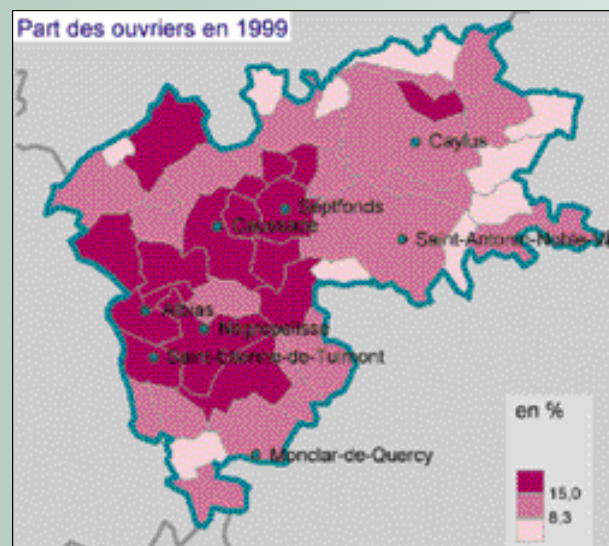 Part des ouvriers en 1999
Caylus
Septfonds
Caussade
Saint-Antonin-Noble-Va
Albias
Nègrepelisse
Saint-Etienne-de-Tulmont
Monclar-de-Quercy
en %
15,0
8,3